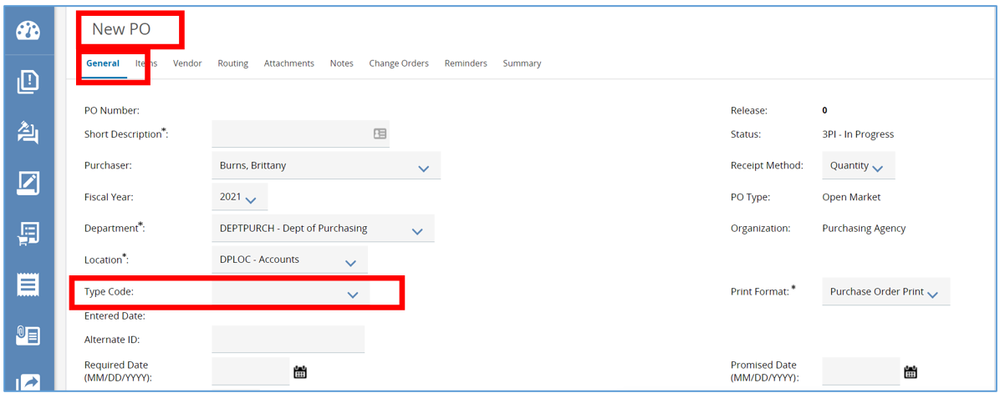 New PO
General Items Vendor Routing Attachments Notes Change Orders Reminders Summary
PO Number: Release: 0
Short Description*: Status: 3PI - In Progress
Purchaser: Burns, Brittany Receipt Method: Quantity
Fiscal Year: 2021 PO Type: Open Market
Department*: DEPTPURCH - Dept of Purchasing Organization: Purchasing Agency
Location*: DPLOC - Accounts
Type Code: Print Format: * Purchase Order Print
Entered Date:
Alternate ID:
Required Date Promised Date
(MM/DD/YYYY): (MM/DD/YYYY):